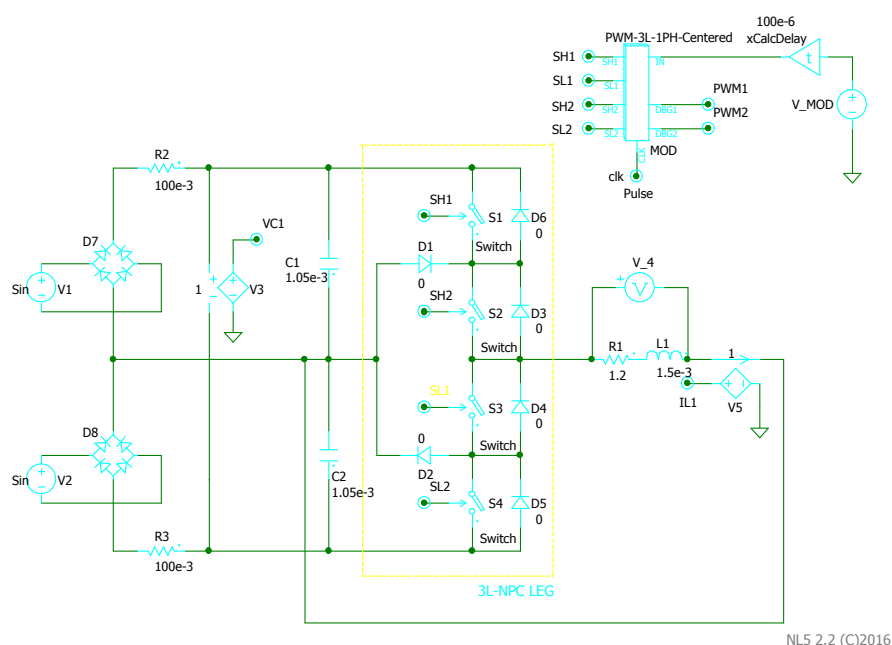 100e-6
PWM-3L-1PH-Centered
xCalcDelay
SH1
SH1
IN
SL1
SL1
PWM1
V_MOD
SH2
SH2
DBG1
PWM2
SL2
SL2
DBG2
CLK
MOD
clk
Pulse
R2
100e-3
SH1
S1
D6
0
VC1
Switch
D7
C1
1.05e-3
D1
0
V_4
Sin
V1
1
V3
SH2
S2
D3
0
Switch
R1
1.2
L1
1.5e-3
1
IL1
V5
SL1
S3
D4
0
D8
0
Switch
D2
Sin
V2
C2
1.05e-3
SL2
S4
D5
0
R3
100e-3
Switch
3L-NPC LEG
NL5 2.2 (C)2016